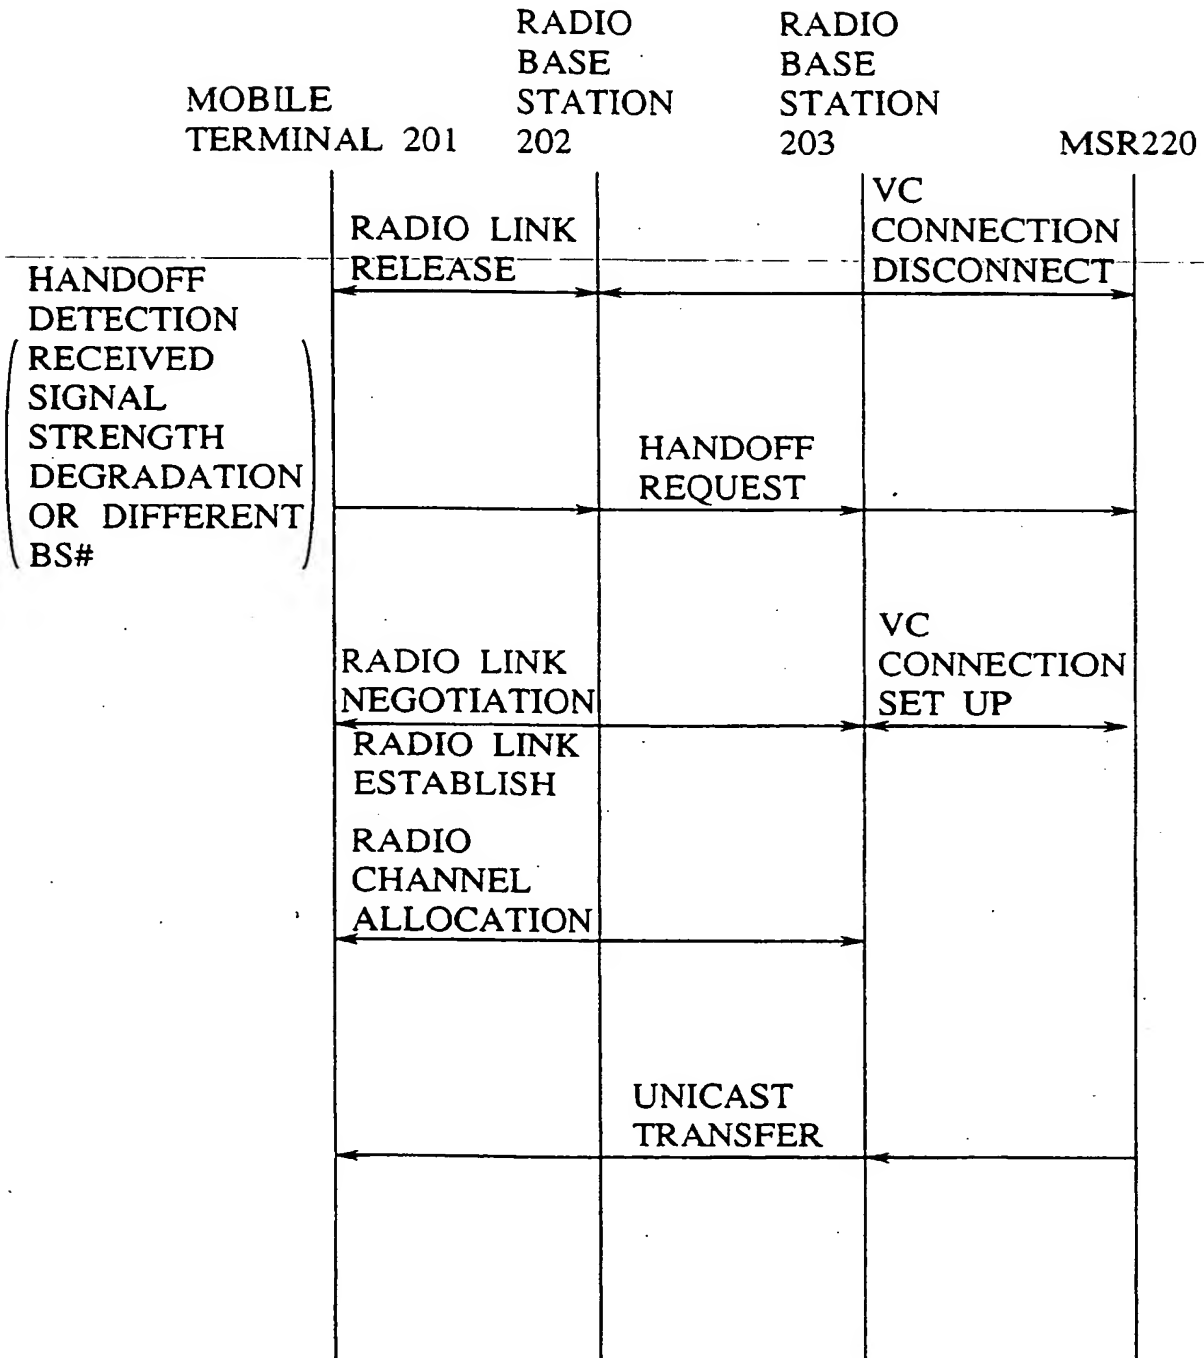 RADIO
BASE
STATION
202
RADIO
BASE
STATION
203
MOBILE
TERMINAL 201
MSR220
RADIO LINK
RELEASE
VC
CONNECTION
DISCONNECT
HANDOFF
DETECTION
RECEIVED
SIGNAL
STRENGTH
DEGRADATION
OR DIFFERENT
BS#
HANDOFF
REQUEST
RADIO LINK
NEGOTIATION
VC
CONNECTION
SET UP
RADIO LINK
ESTABLISH
RADIO
CHANNEL
ALLOCATION
UNICAST
TRANSFER